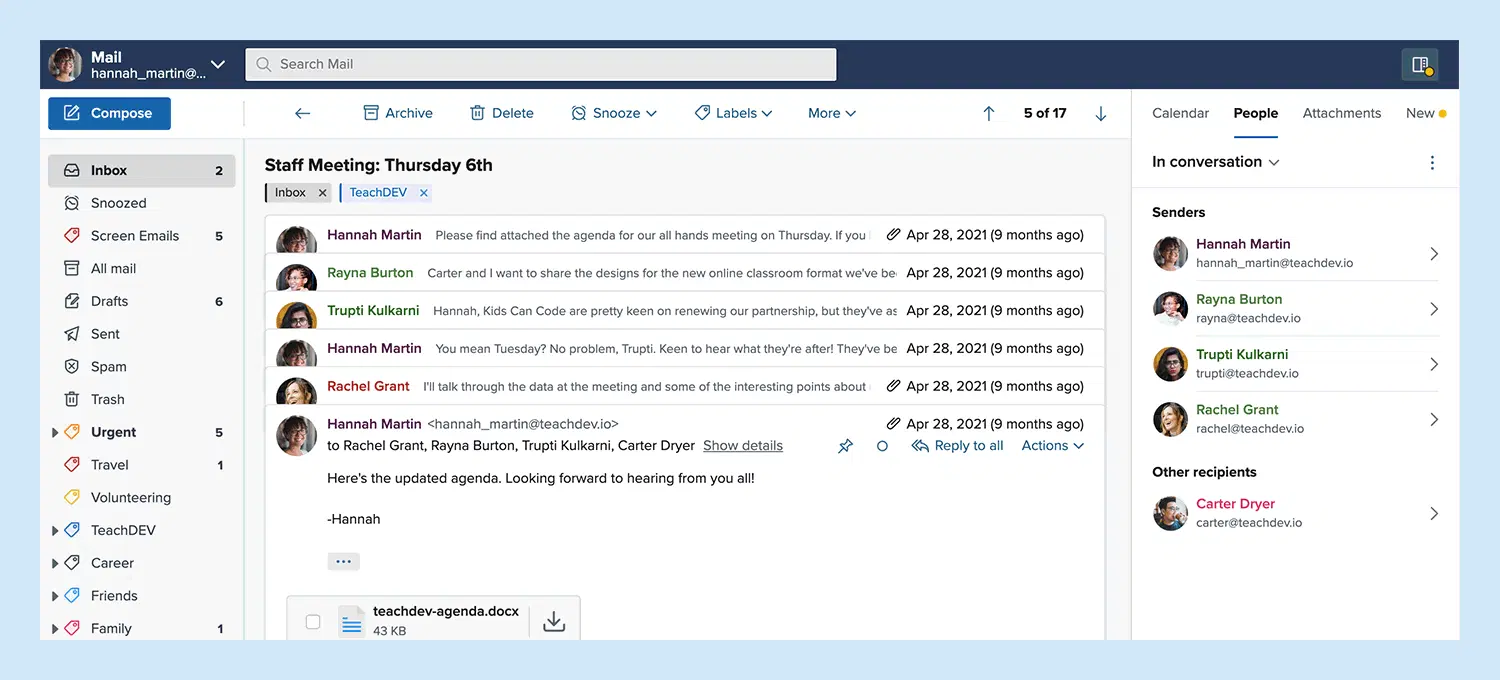 Mail
hannah_martin@...
Search Mail
Compose
Archive Delete Snooze Labels More 5 of 17
Inbox 2
Snoozed
Screen Emails 5
All mail
Drafts 6
Sent
Spam
Trash
Urgent 5
Travel 1
Volunteering
TeachDEV
Career
Friends
Family 1
Staff Meeting: Thursday 6th
Inbox × TeachDEV ×
Hannah Martin Please find attached the agenda for our all hands meeting on Thursday. If you Apr 28, 2021 (9 months ago)
Rayna Burton Carter and I want to share the designs for the new online classroom format we've be Apr 28, 2021 (9 months ago)
Trupti Kulkarni Hannah, Kids Can Code are pretty keen on renewing our partnership, but they've as Apr 28, 2021 (9 months ago)
Hannah Martin You mean Tuesday? No problem, Trupti. Keen to hear what they're after! They've be Apr 28, 2021 (9 months ago)
Rachel Grant I'll talk through the data at the meeting and some of the interesting points about Apr 28, 2021 (9 months ago)
Hannah Martin <hannah_martin@teachdev.io> Apr 28, 2021 (9 months ago)
to Rachel Grant, Rayna Burton, Trupti Kulkarni, Carter Dryer Show details Reply to all Actions
Here's the updated agenda. Looking forward to hearing from you all!
-Hannah
...
teachdev-agenda.docx
43 KB
Calendar People Attachments New
In conversation
Senders
Hannah Martin
hannah_martin@teachdev.io
Rayna Burton
rayna@teachdev.io
Trupti Kulkarni
trupti@teachdev.io
Rachel Grant
rachel@teachdev.io
Other recipients
Carter Dryer
carter@teachdev.io